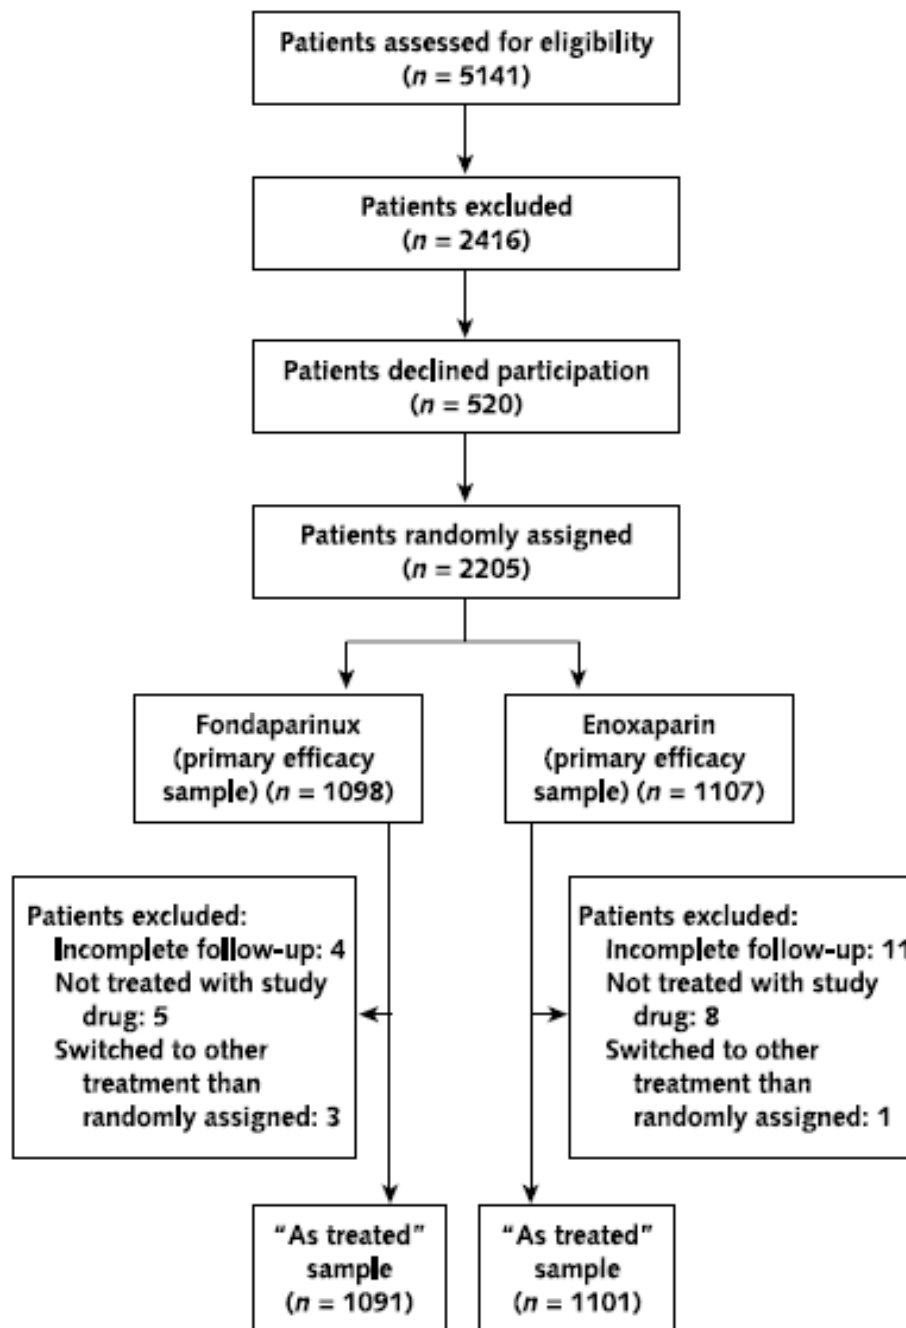 Patients assessed for eligibility
(n = 5141)
Patients excluded
(n = 2416)
Patients declined participation
(n = 520)
Patients randomly assigned
(n = 2205)
Fondaparinux
(primary efficacy
sample) (n = 1098)
Enoxaparin
(primary efficacy
sample) (n = 1107)
Patients excluded:
Incomplete follow-up: 4
Not treated with study
drug: 5
Switched to other
treatment than
randomly assigned: 3
Patients excluded:
Incomplete follow-up: 11
Not treated with study
drug: 8
Switched to other
treatment than
randomly assigned: 1
“As treated”
sample
(n = 1091)
“As treated”
sample
(n = 1101)